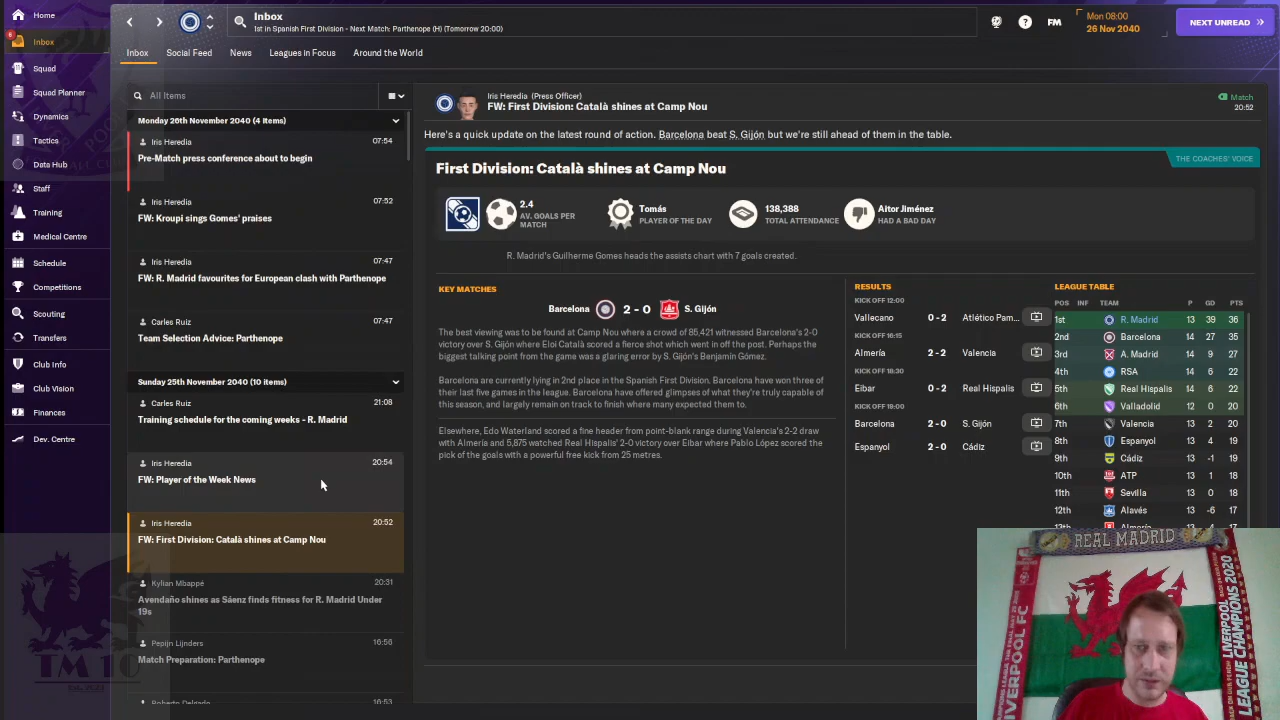 Home
6
Inbox
Squad
Squad Planner
Dynamics
Tactics
Data Hub
Staff
Training
Medical Centre
Schedule
Competitions
Scouting
Transfers
Club Info
Club Vision
Finances
Dev. Centre
Inbox
1st in Spanish First Division - Next Match: Parthenope (H) (Tomorrow 20:00)
FM
Mon 08:00
26 Nov 2040
NEXT UNREAD
Inbox
Social Feed
News
Leagues in Focus
Around the World
All Items
Monday 26th November 2040 (4 items)
Iris Heredia 07:54
Pre-Match press conference about to begin
Iris Heredia 07:52
FW: Kroupi sings Gomes' praises
Iris Heredia 07:47
FW: R. Madrid favourites for European clash with Parthenope
Carles Ruiz 07:47
Team Selection Advice: Parthenope
Sunday 25th November 2040 (10 items)
Carles Ruiz 21:08
Training schedule for the coming weeks - R. Madrid
Iris Heredia 20:54
FW: Player of the Week News
Iris Heredia 20:52
FW: First Division: Català shines at Camp Nou
Kylian Mbappé 20:31
Avendaño shines as Sáenz finds fitness for R. Madrid Under
19s
Pepijn Lijnders 16:56
Match Preparation: Parthenope
Roberto Delgado 16:53
TM 10
Iris Heredia (Press Officer)
FW: First Division: Català shines at Camp Nou
Match
20:52
Here's a quick update on the latest round of action. Barcelona beat S. Gijón but we're still ahead of them in the table.
THE COACHES' VOICE
First Division: Català shines at Camp Nou
2.4
AV. GOALS PER
MATCH
Tomás
PLAYER OF THE DAY
138,388
TOTAL ATTENDANCE
Aitor Jiménez
HAD A BAD DAY
R. Madrid's Guilherme Gomes heads the assists chart with 7 goals created.
KEY MATCHES
Barcelona 2 - 0 S. Gijón
The best viewing was to be found at Camp Nou where a crowd of 85,421 witnessed Barcelona's 2-0
victory over S. Gijón where Eloi Català scored a fierce shot which went in off the post. Perhaps the
biggest talking point from the game was a glaring error by S. Gijón's Benjamín Gómez.
Barcelona are currently lying in 2nd place in the Spanish First Division. Barcelona have won three of
their last five games in the league. Barcelona have offered glimpses of what they're truly capable of
this season, and largely remain on track to finish where many expected them to.
Elsewhere, Edo Waterland scored a fine header from point-blank range during Valencia's 2-2 draw
with Almería and 5,875 watched Real Hispalis' 2-0 victory over Eibar where Pablo López scored the
pick of the goals with a powerful free kick from 25 metres.
RESULTS
KICK OFF 12:00
Vallecano 0 - 2 Atlético Pam...
KICK OFF 16:15
Almería 2 - 2 Valencia
KICK OFF 18:30
Eibar 0 - 2 Real Hispalis
KICK OFF 19:00
Barcelona 2 - 0 S. Gijón
Espanyol 2 - 0 Cádiz
LEAGUE TABLE
POS INF TEAM P GD PTS
1st R. Madrid 13 39 36
2nd Barcelona 14 27 35
3rd A. Madrid 14 9 27
4th RSA 14 6 22
5th Real Hispalis 14 6 22
6th Valladolid 12 0 20
7th Valencia 13 2 20
8th Espanyol 13 4 19
9th Cádiz 13 -1 19
10th ATP 13 1 18
11th Sevilla 13 0 18
12th Alavés 13 -6 17
REAL MADRID
LIVERPOOL FC
LIVERPOOL
LEAGUE CHAMPIONS 2020